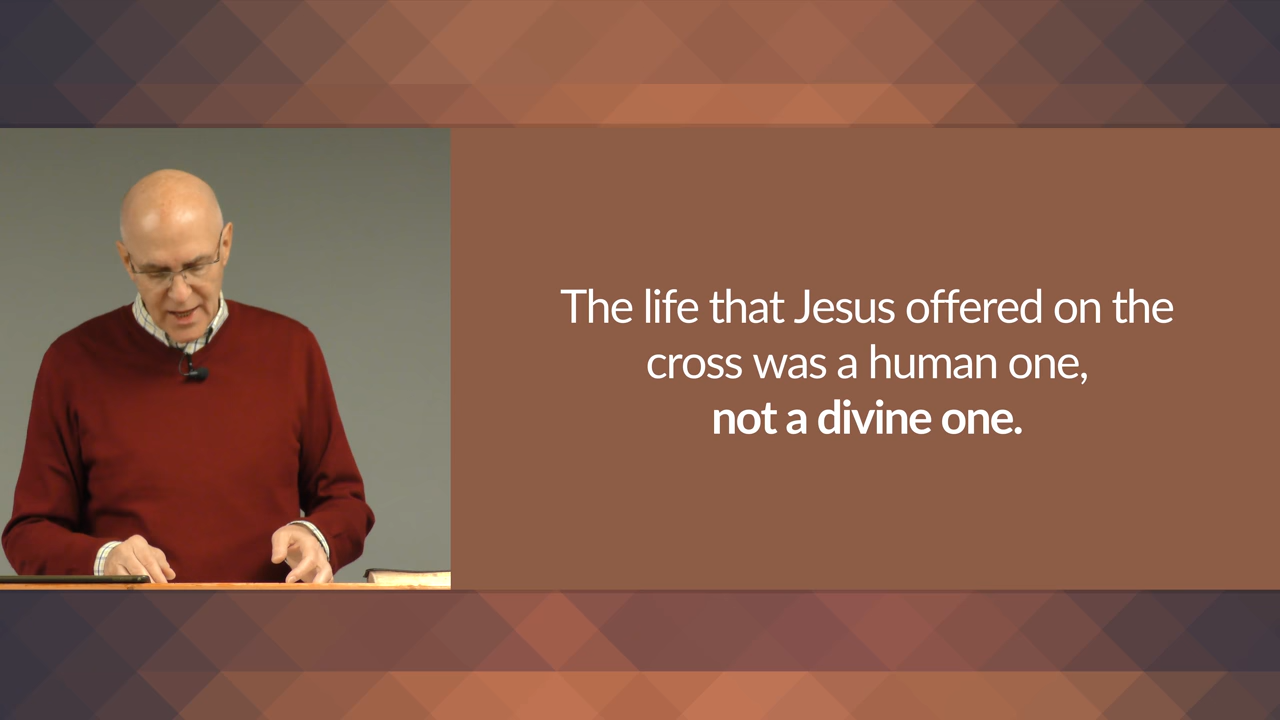 The life that Jesus offered on the
cross was a human one,
not a divine one.